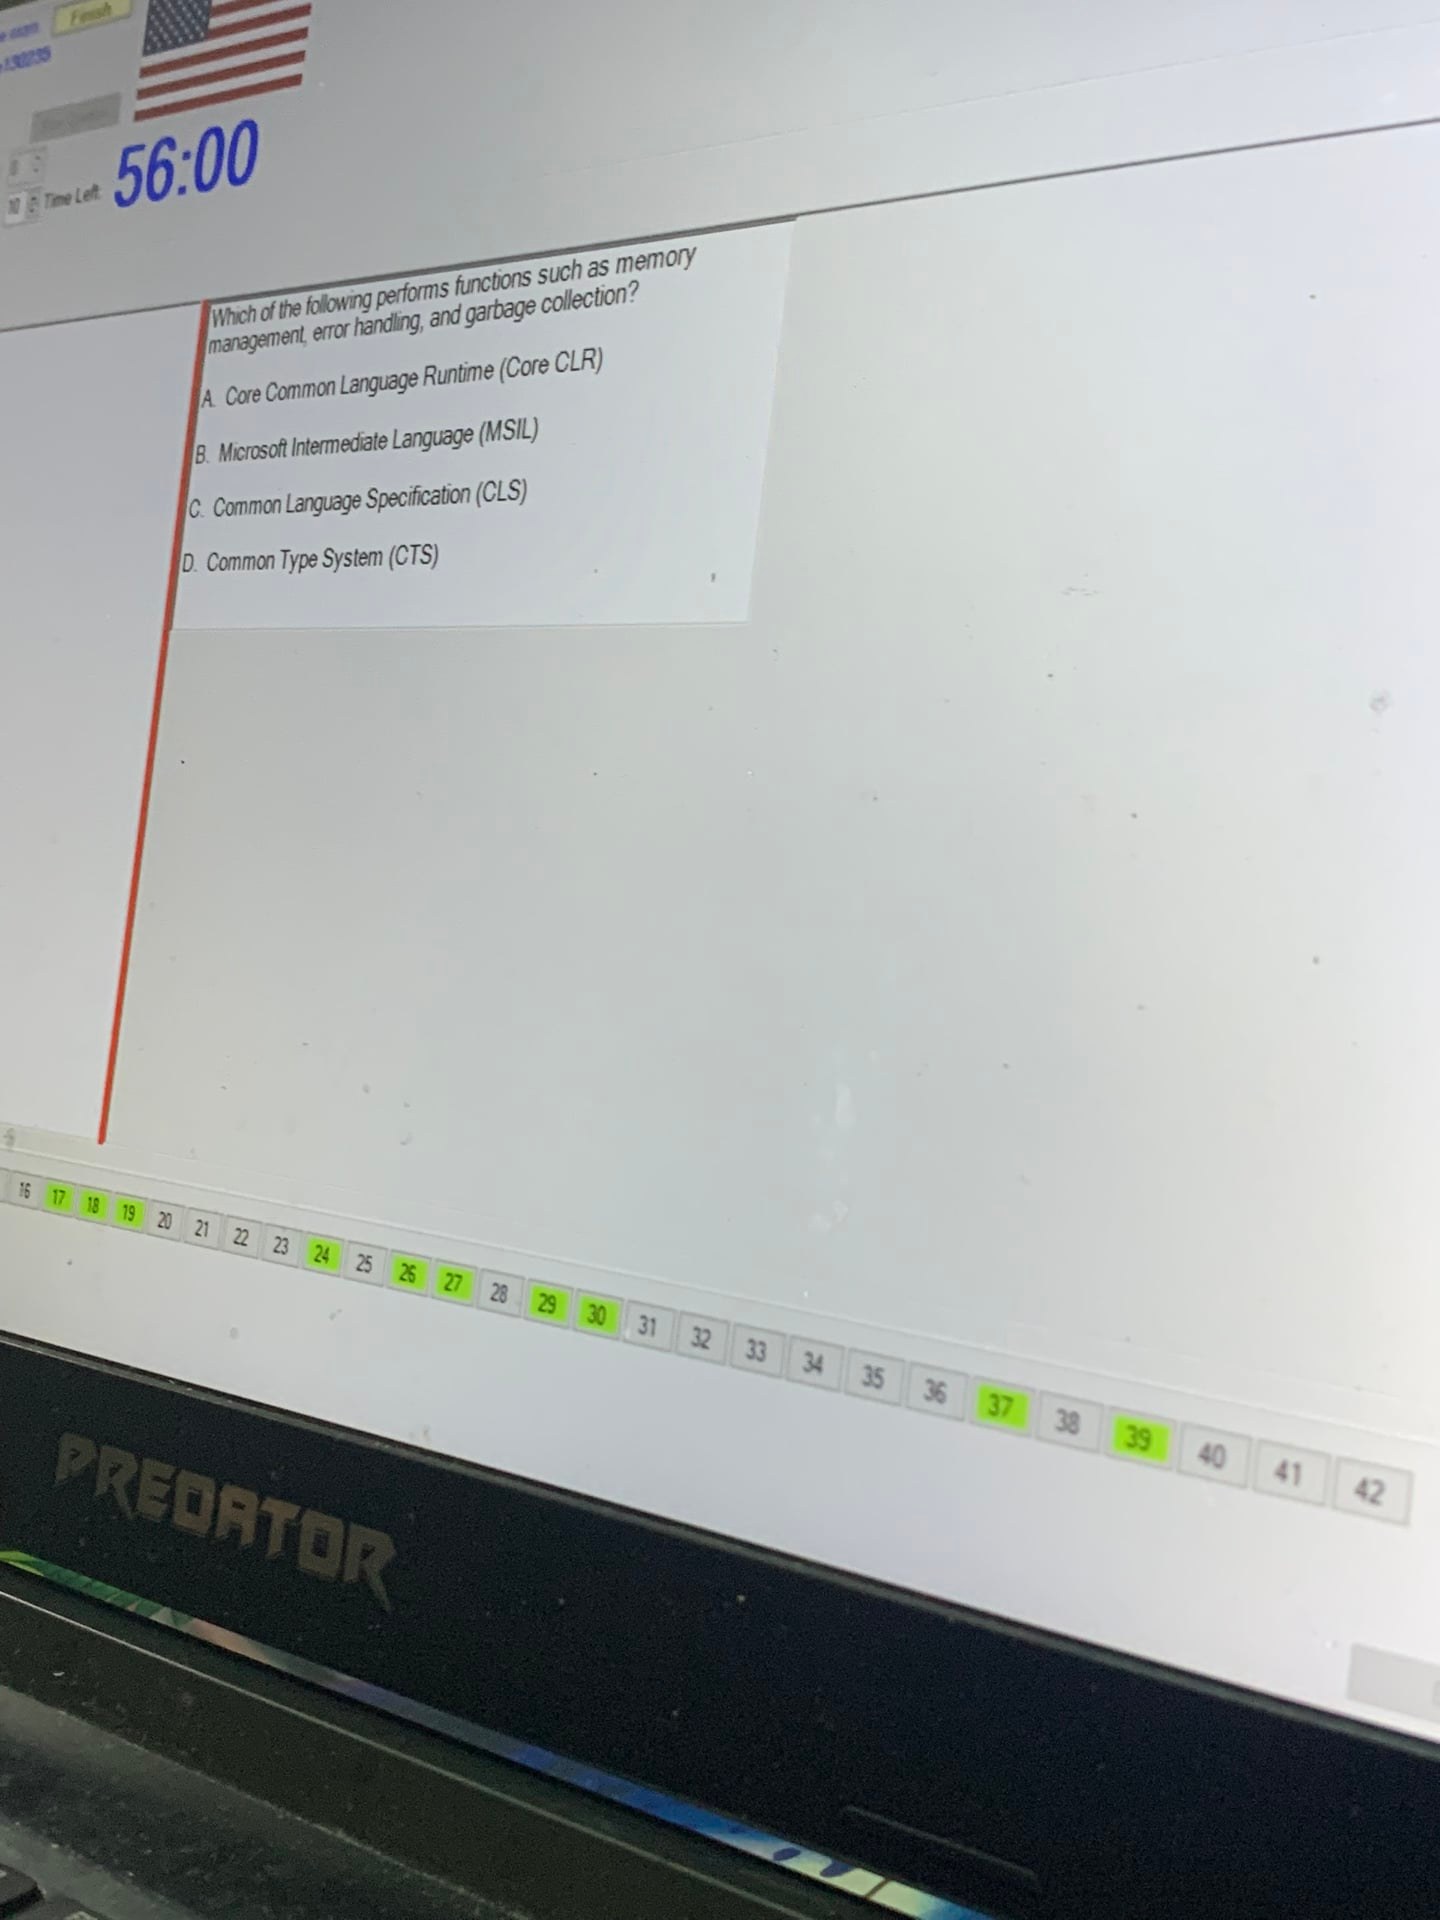 Finish
Time Left:
56:00
10
Which of the following performs functions such as memory
management, error handling, and garbage collection?
A. Core Common Language Runtime (Core CLR)
B. Microsoft Intermediate Language (MSIL)
C. Common Language Specification (CLS)
D. Common Type System (CTS)
16 17 18 19 20 21 22 23 24 25 26 27 28 29 30 31 32 33 34 35 36 37 38 39 40 41 42
PREDATOR